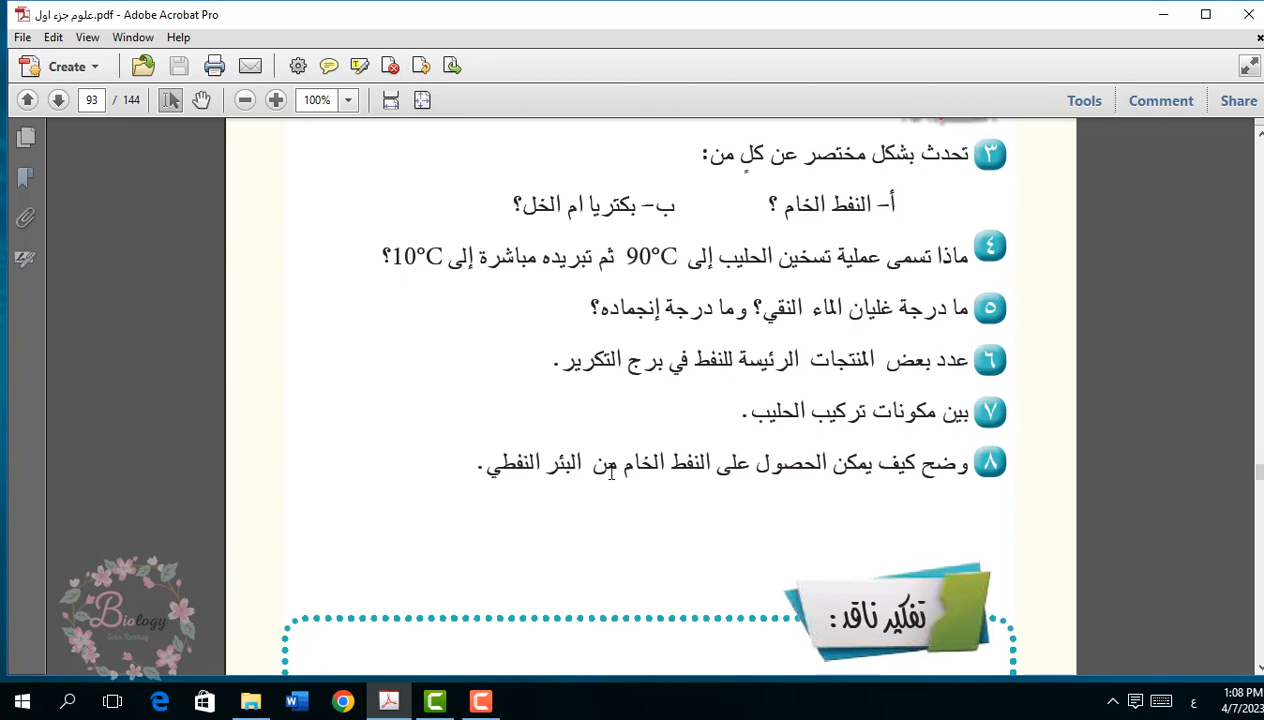 علوم جزء اول.pdf - Adobe Acrobat Pro
File Edit View Window Help
Create
93 / 144 100% Tools Comment Share
٣ تحدث بشكل مختصر عن كلٍ من:
أ- النفط الخام ؟ ب- بكتريا ام الخل؟
٤ ماذا تسمى عملية تسخين الحليب إلى 90°C ثم تبريده مباشرة إلى 10°C؟
٥ ما درجة غليان الماء النقي؟ وما درجة إنجماده؟
٦ عدد بعض المنتجات الرئيسة للنفط في برج التكرير.
٧ بين مكونات تركيب الحليب.
٨ وضح كيف يمكن الحصول على النفط الخام من البئر النفطي.
تفكير ناقد:
Biology
ع
1:08 PM
4/7/2023